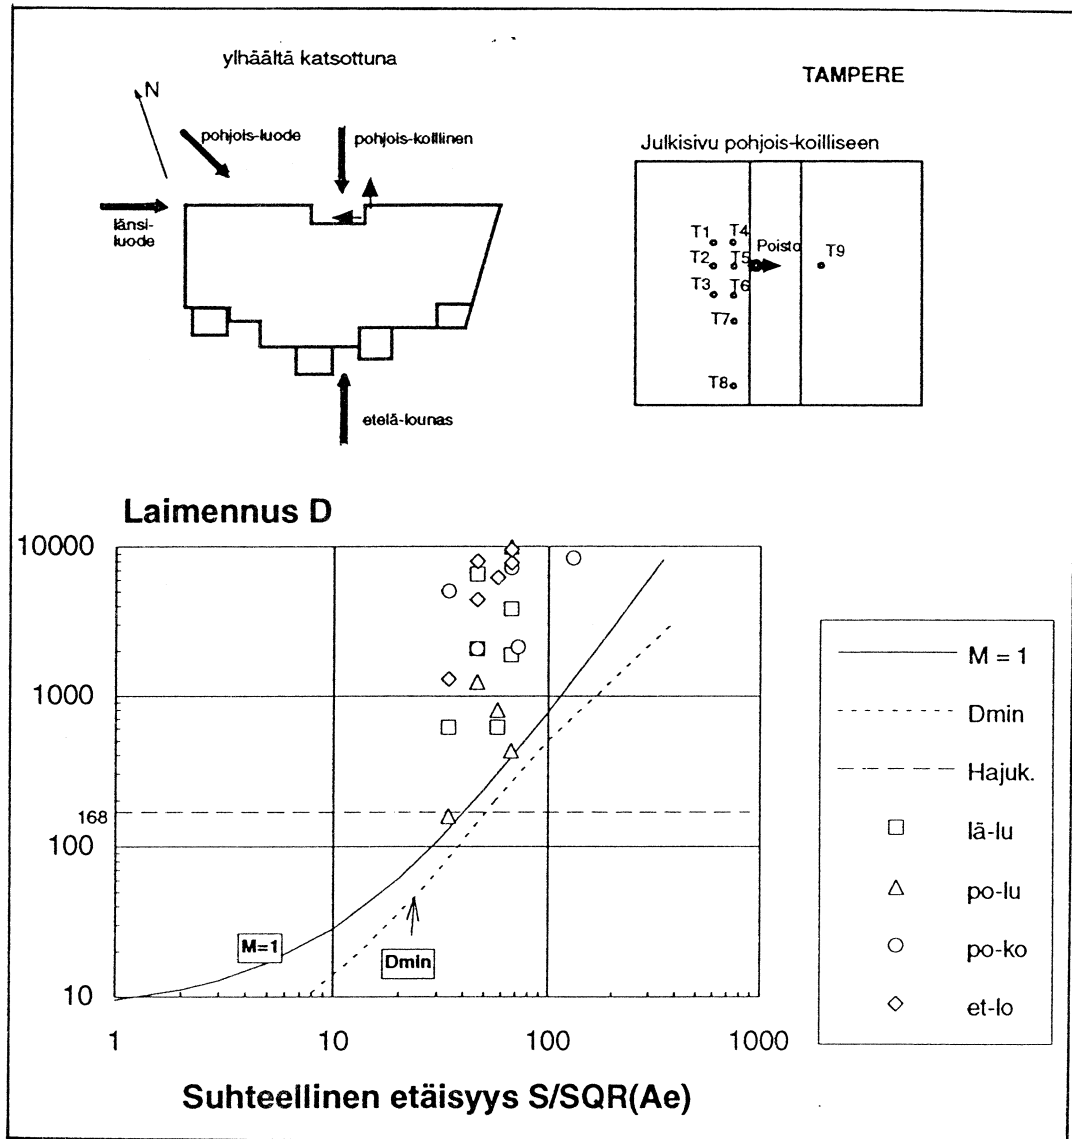 ylhäältä katsottuna
TAMPERE
N
pohjois-luode
pohjois-koillinen
länsi-
luode
etelä-lounas
Julkisivu pohjois-koilliseen
T1
T4
T2
T5
Poisto
T9
T3
T6
T7
T8
Laimennus D
10000
1000
168
100
10
M=1
Dmin
1
10
100
1000
Suhteellinen etäisyys S/SQR(Ae)
M = 1
Dmin
Hajuk.
lä-lu
po-lu
po-ko
et-lo